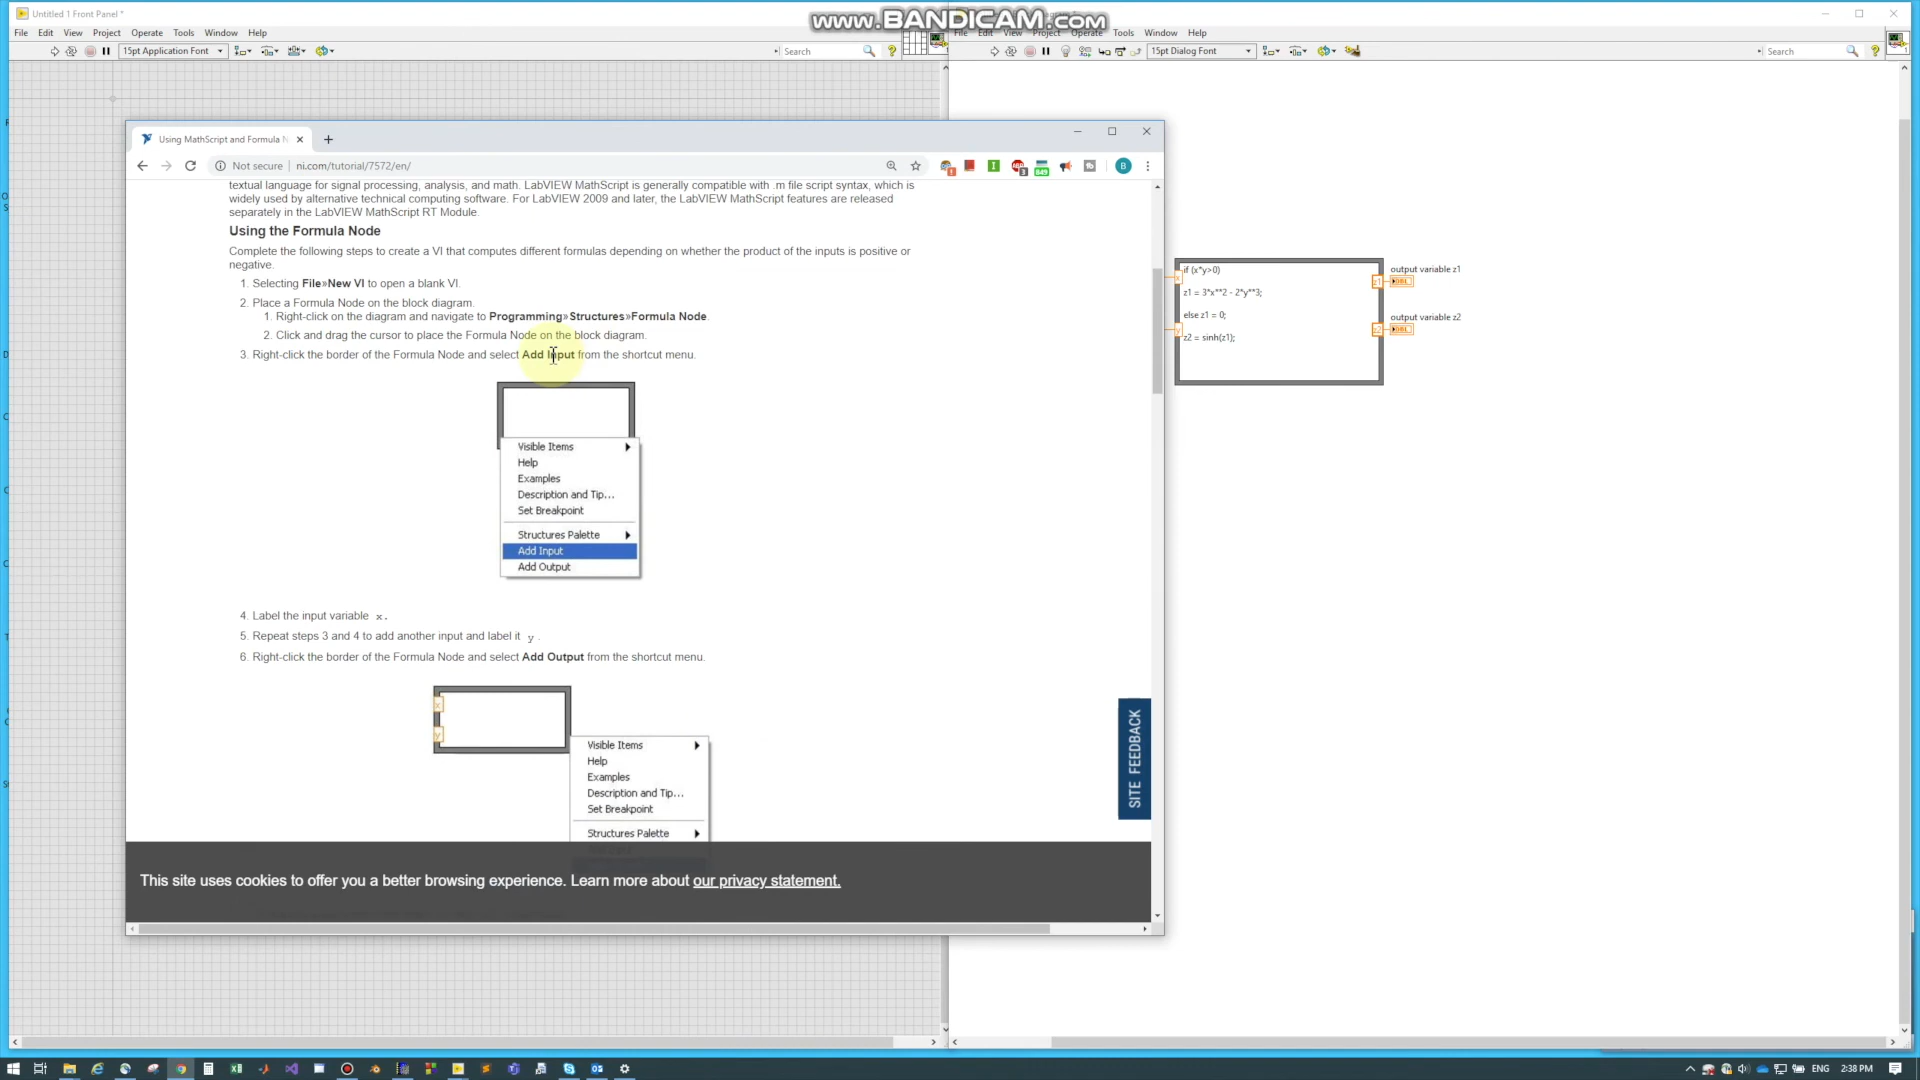 Untitled 1 Front Panel *
www.BANDICAM.com
File Edit View Project Operate Tools Window Help
File Edit View Project Operate Tools Window Help
15pt Application Font
Search
15pt Dialog Font
Search
Using MathScript and Formula N
Not secure ni.com/tutorial/7572/en/
textual language for signal processing, analysis, and math. LabVIEW MathScript is generally compatible with .m file script syntax, which is
widely used by alternative technical computing software. For LabVIEW 2009 and later, the LabVIEW MathScript features are released
separately in the LabVIEW MathScript RT Module.
Using the Formula Node
Complete the following steps to create a VI that computes different formulas depending on whether the product of the inputs is positive or
negative.
1. Selecting File»New VI to open a blank VI.
2. Place a Formula Node on the block diagram.
1. Right-click on the diagram and navigate to Programming»Structures»Formula Node.
2. Click and drag the cursor to place the Formula Node on the block diagram.
3. Right-click the border of the Formula Node and select Add Input from the shortcut menu.
Visible Items
Help
Examples
Description and Tip...
Set Breakpoint
Structures Palette
Add Input
Add Output
4. Label the input variable x.
5. Repeat steps 3 and 4 to add another input and label it y.
6. Right-click the border of the Formula Node and select Add Output from the shortcut menu.
x
y
Visible Items
Help
Examples
Description and Tip...
Set Breakpoint
Structures Palette
SITE FEEDBACK
This site uses cookies to offer you a better browsing experience. Learn more about our privacy statement.
x
y
if (x*y>0)
z1 = 3*x**2 - 2*y**3;
else z1 = 0;
z2 = sinh(z1);
z1
z2
output variable z1
DBL
output variable z2
DBL
ENG 2:38 PM